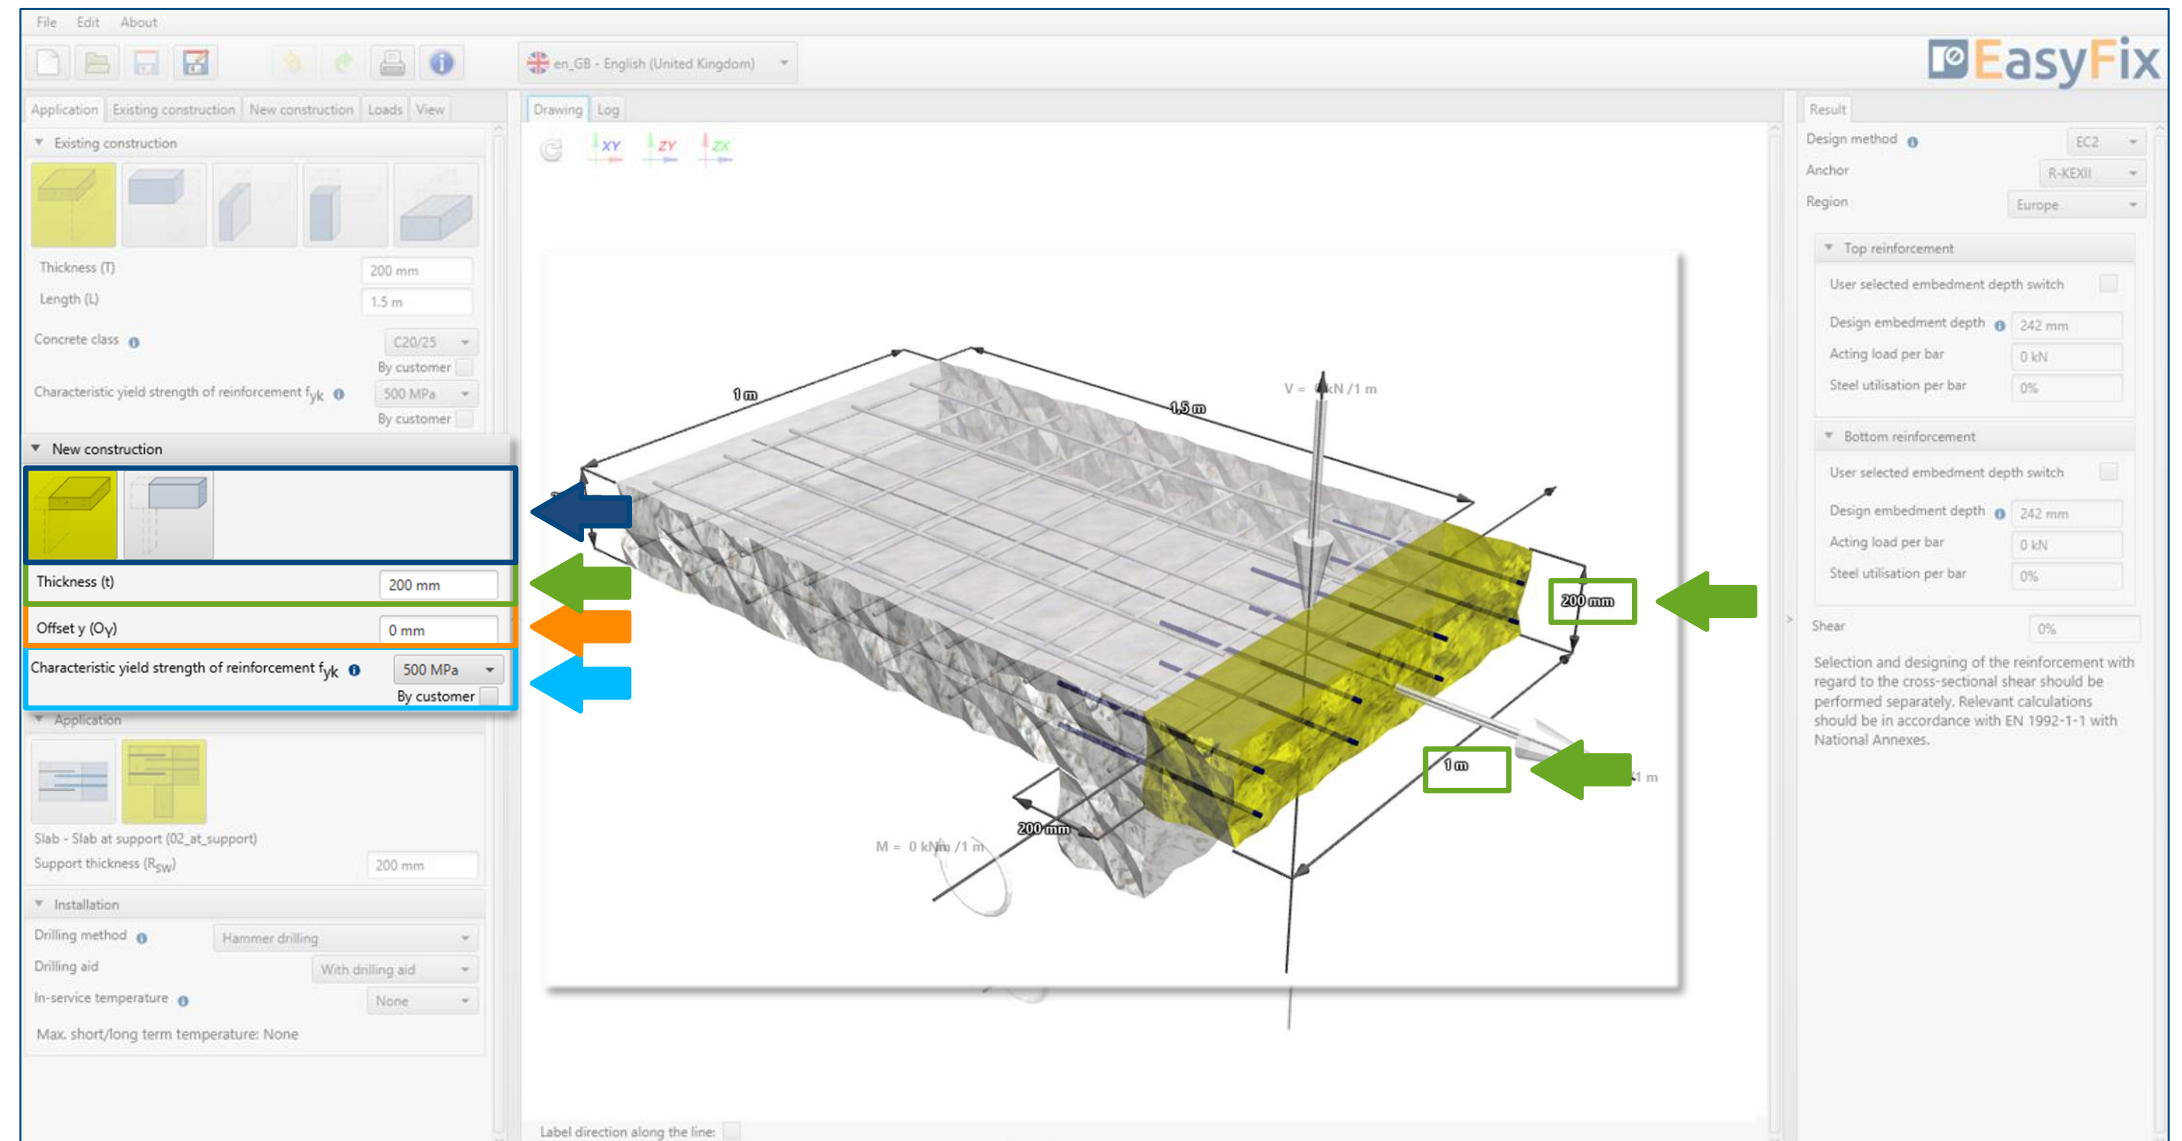 File Edit About
en_GB - English (United Kingdom)
EasyFix
Application Existing construction New construction Loads View
Existing construction
Thickness (T) 200 mm
Length (L) 1.5 m
Concrete class C20/25
By customer
Characteristic yield strength of reinforcement fyk 500 MPa
By customer
New construction
Thickness (t) 200 mm
Offset y (Oy) 0 mm
Characteristic yield strength of reinforcement fyk 500 MPa
By customer
Application
Slab - Slab at support (02_at_support)
Support thickness (RSW) 200 mm
Installation
Drilling method Hammer drilling
Drilling aid With drilling aid
In-service temperature None
Max. short/long term temperature: None
Drawing Log
XY ZY ZX
1 m
1,5 m
V = 0 kN /1 m
200 mm
1 m
/1 m
200 mm
M = 0 kNm /1 m
Label direction along the line:
Result
Design method EC2
Anchor R-KEXII
Region Europe
Top reinforcement
User selected embedment depth switch
Design embedment depth 242 mm
Acting load per bar 0 kN
Steel utilisation per bar 0%
Bottom reinforcement
User selected embedment depth switch
Design embedment depth 242 mm
Acting load per bar 0 kN
Steel utilisation per bar 0%
Shear 0%
Selection and designing of the reinforcement with
regard to the cross-sectional shear should be
performed separately. Relevant calculations
should be in accordance with EN 1992-1-1 with
National Annexes.